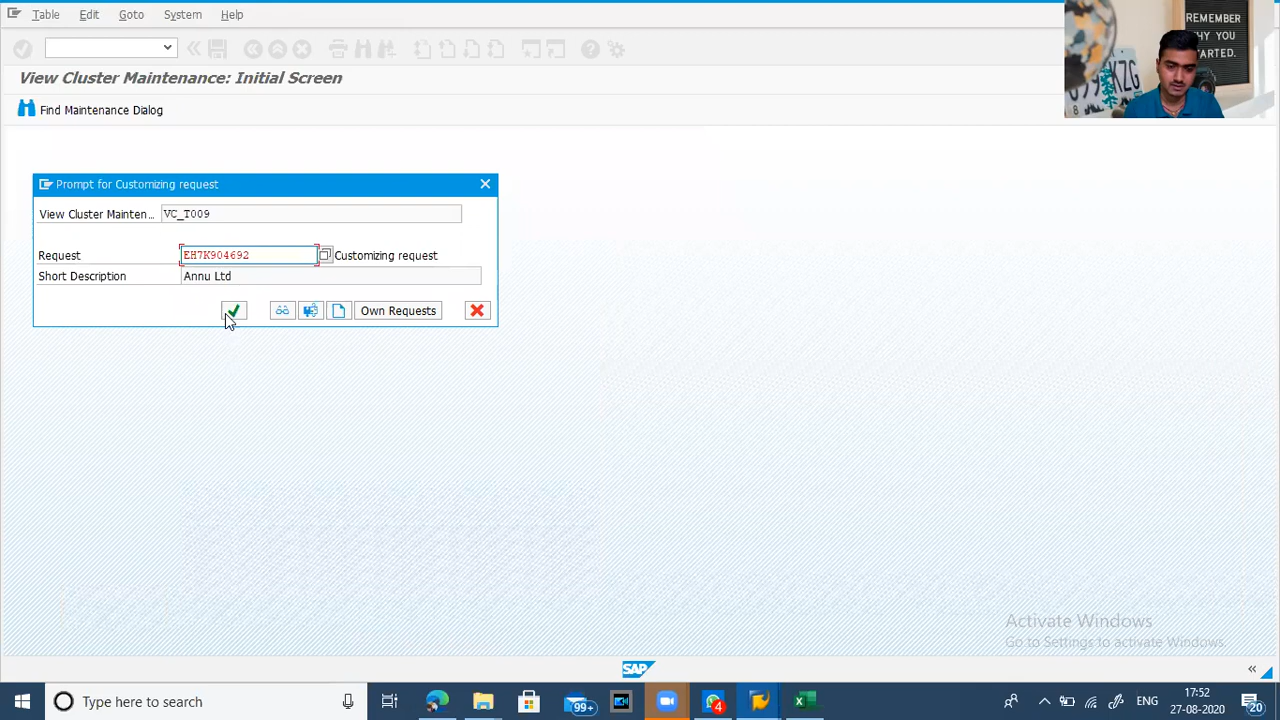 Table Edit Goto System Help
View Cluster Maintenance: Initial Screen
Find Maintenance Dialog
REMEMBER
WHY YOU
STARTED.
Prompt for Customizing request
View Cluster Mainten... VC_T009
Request EH7K904692 Customizing request
Short Description Annu Ltd
Own Requests
Activate Windows
Go to Settings to activate Windows.
SAP
Type here to search
99+
4
ENG
17:52
27-08-2020
20